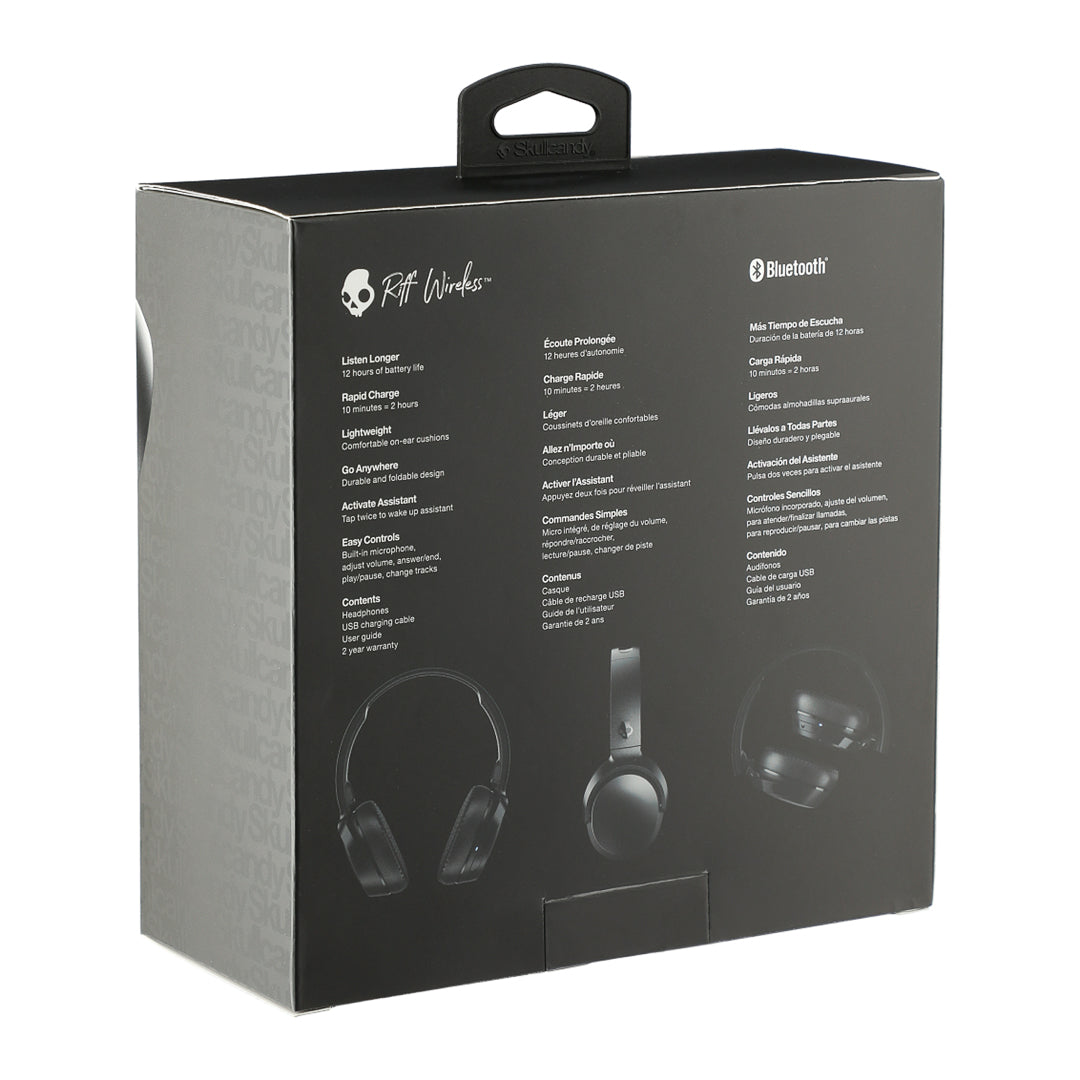 Skullcandy
Riff Wireless™
Listen Longer
12 hours of battery life
Rapid Charge
10 minutes = 2 hours
Lightweight
Comfortable on-ear cushions
Go Anywhere
Durable and foldable design
Activate Assistant
Tap twice to wake up assistant
Easy Controls
Built-in microphone,
adjust volume, answer/end,
play/pause, change tracks
Contents
Headphones
USB charging cable
User guide
2 year warranty
Écoute Prolongée
12 heures d'autonomie
Charge Rapide
10 minutes = 2 heures
Léger
Coussinets d'oreille confortables
Allez n'Importe où
Conception durable et pliable
Activer l'Assistant
Appuyez deux fois pour réveiller l'assistant
Commandes Simples
Micro intégré, de réglage du volume,
répondre/raccrocher,
lecture/pause, changer de piste
Contenus
Casque
Câble de recharge USB
Guide de l'utilisateur
Garantie de 2 ans
Bluetooth®
Más Tiempo de Escucha
Duración de la batería de 12 horas
Carga Rápida
10 minutos = 2 horas
Ligeros
Cómodas almohadillas supraaurales
Llévalos a Todas Partes
Diseño duradero y plegable
Activación del Asistente
Pulsa dos veces para activar el asistente
Controles Sencillos
Micrófono incorporado, ajuste del volumen,
para atender/finalizar llamadas,
para reproducir/pausar, para cambiar las pistas
Contenido
Audífonos
Cable de carga USB
Guía del usuario
Garantía de 2 años